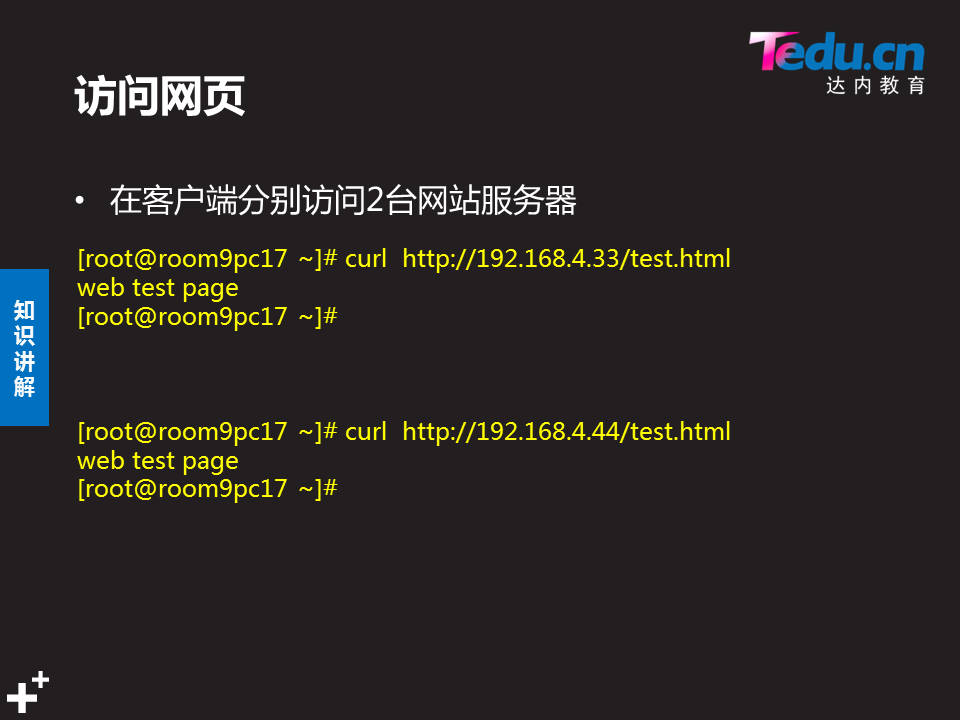 Tedu.cn
达内教育
访问网页
• 在客户端分别访问2台网站服务器
[root@room9pc17 ~]# curl  http://192.168.4.33/test.html
web test page
[root@room9pc17 ~]#
知识讲解
[root@room9pc17 ~]# curl  http://192.168.4.44/test.html
web test page
[root@room9pc17 ~]#